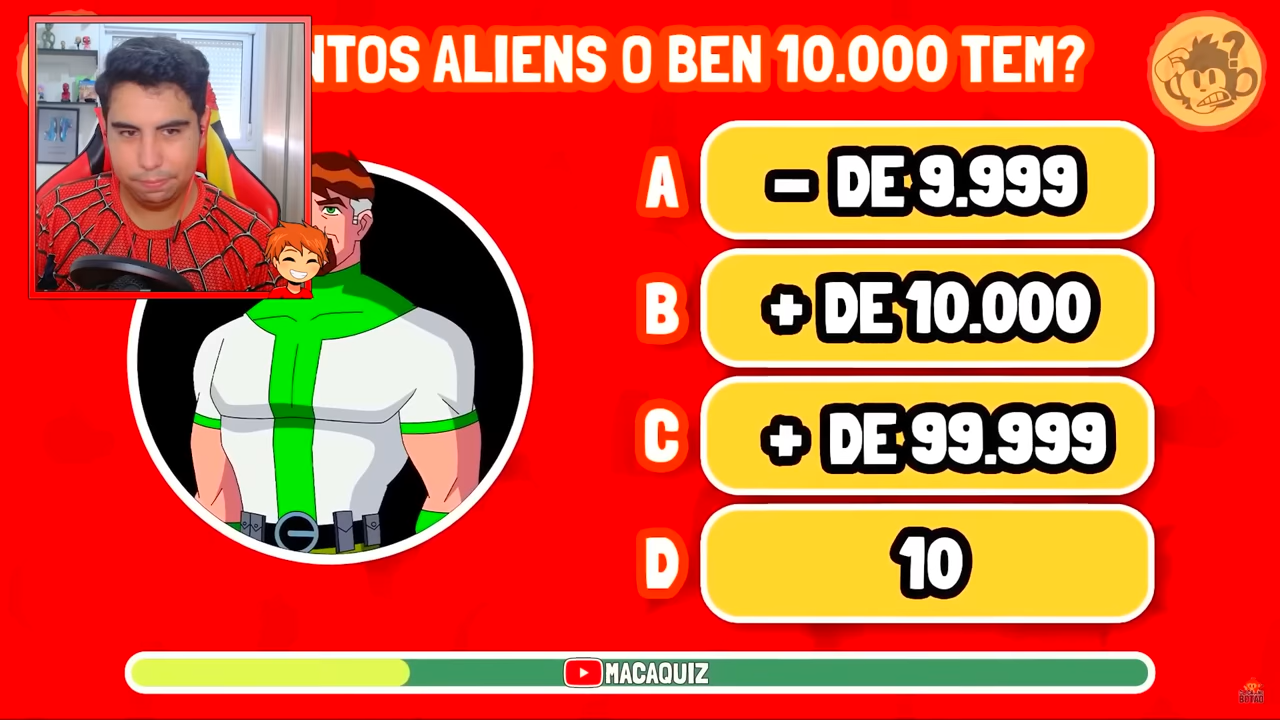 NTOS ALIENS O BEN 10.000 TEM?
A
- DE 9.999
B
+ DE 10.000
C
+ DE 99.999
D
10
MACAQUIZ